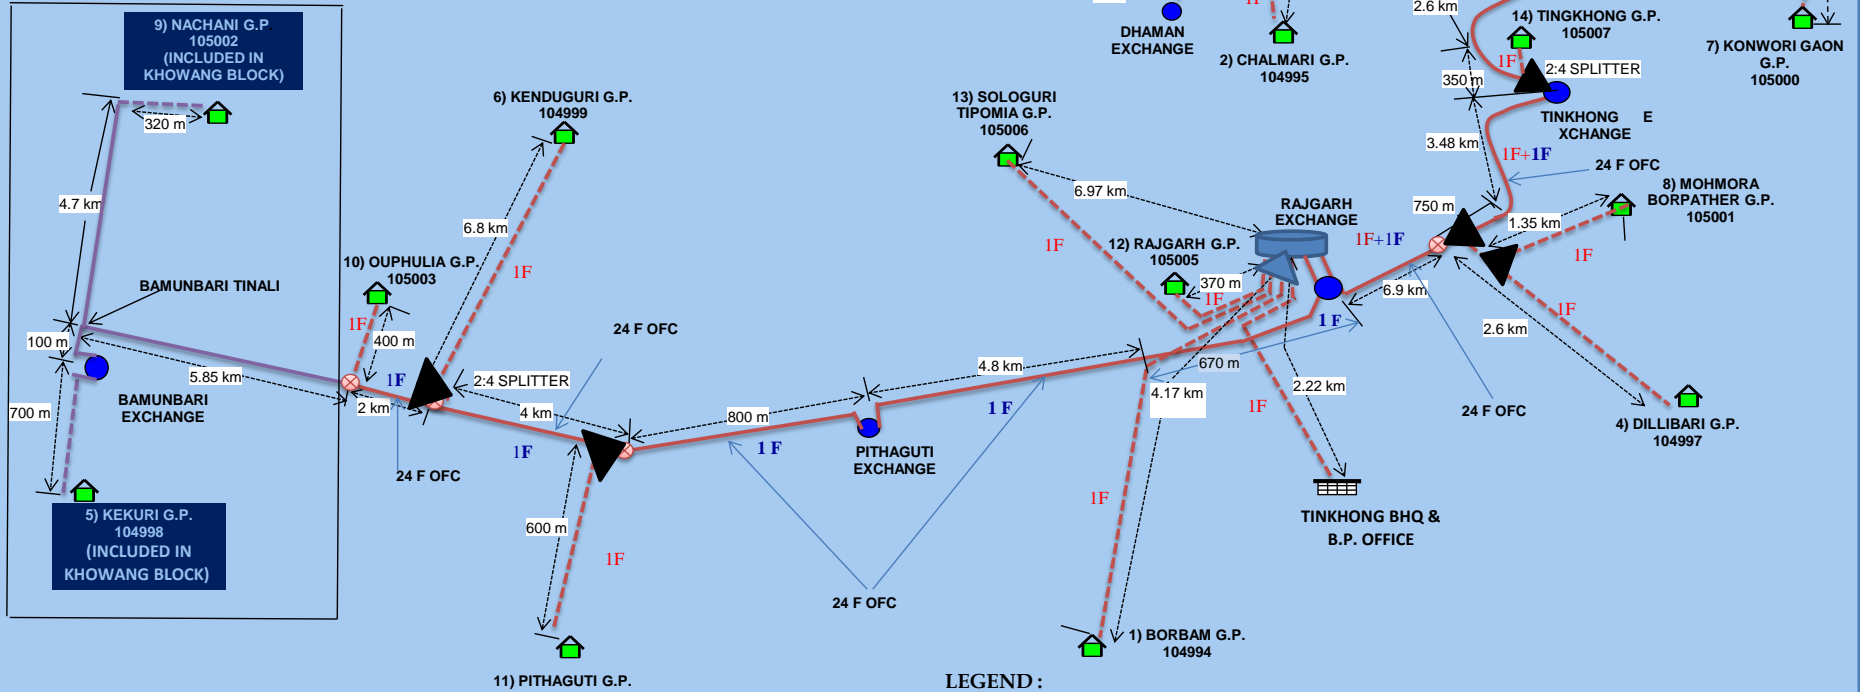 9) NACHANI G.P.
105002
(INCLUDED IN
KHOWANG BLOCK)
320 m
4.7 km
BAMUNBARI TINALI
100 m
5.85 km
700 m
BAMUNBARI
EXCHANGE
5) KEKURI G.P.
104998
(INCLUDED IN
KHOWANG BLOCK)
6) KENDUGURI G.P.
104999
6.8 km
1F
10) OUPHULIA G.P.
105003
1F
400 m
1F
2 km
24 F OFC
2:4 SPLITTER
24 F OFC
4 km
1F
600 m
1F
11) PITHAGUTI G.P.
800 m
1 F
PITHAGUTI
EXCHANGE
4.8 km
1 F
24 F OFC
DHAMAN
EXCHANGE
1F
2) CHALMARI G.P.
104995
13) SOLOGURI
TIPOMIA G.P.
105006
6.97 km
1F
RAJGARH
EXCHANGE
12) RAJGARH G.P.
105005
370 m
1F
1F+1F
1 F
670 m
4.17 km
2.22 km
1F
1F
TINKHONG BHQ &
B.P. OFFICE
1) BORBAM G.P.
104994
2.6 km
14) TINGKHONG G.P.
105007
1F
350 m
2:4 SPLITTER
TINKHONG E
XCHANGE
3.48 km
1F+1F
24 F OFC
7) KONWORI GAON
G.P.
105000
8) MOHMORA
BORPATHER G.P.
105001
750 m
1.35 km
1F
6.9 km
1F
2.6 km
24 F OFC
4) DILLIBARI G.P.
104997
LEGEND :